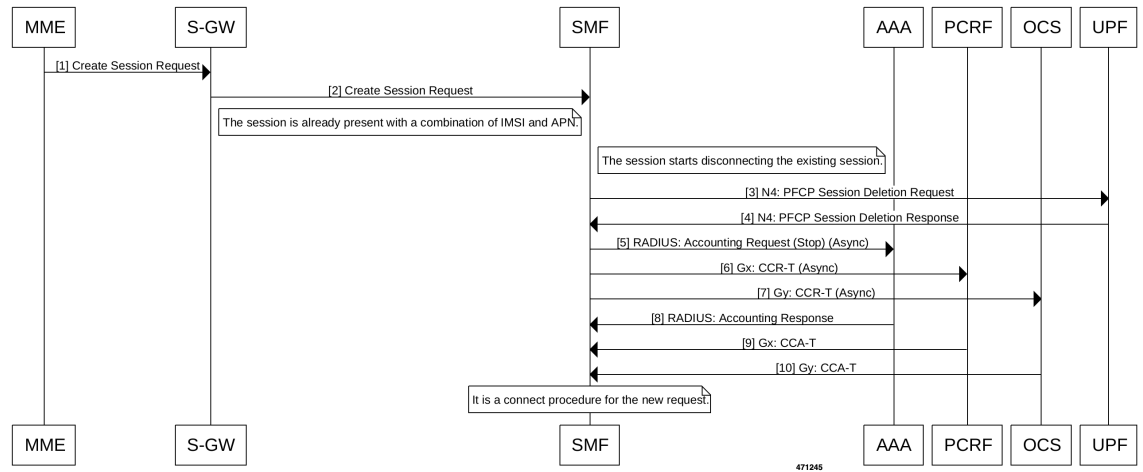 MME S-GW SMF AAA PCRF OCS UPF
[1] Create Session Request
[2] Create Session Request
The session is already present with a combination of IMSI and APN.
The session starts disconnecting the existing session.
[3] N4: PFCP Session Deletion Request
[4] N4: PFCP Session Deletion Response
[5] RADIUS: Accounting Request (Stop) (Async)
[6] Gx: CCR-T (Async)
[7] Gy: CCR-T (Async)
[8] RADIUS: Accounting Response
[9] Gx: CCA-T
[10] Gy: CCA-T
It is a connect procedure for the new request.
MME S-GW SMF AAA PCRF OCS UPF
471245